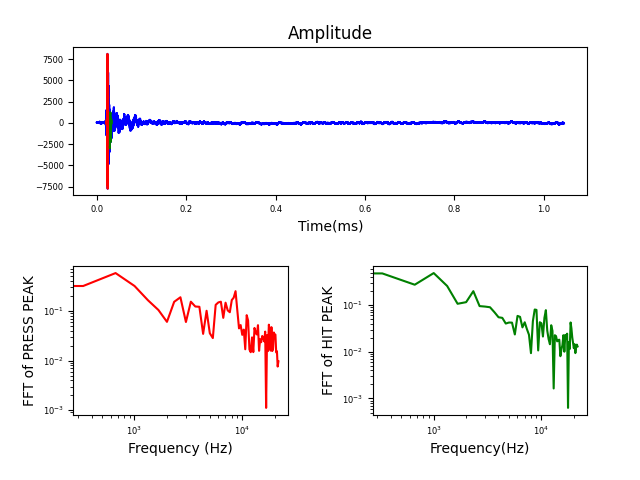 Amplitude
7500
5000
2500
0
−2500
−5000
−7500
0.0 0.2 0.4 0.6 0.8 1.0
Time(ms)
FFT of PRESS PEAK
10⁻¹
10⁻²
10⁻³
10³ 10⁴
Frequency (Hz)
FFT of HIT PEAK
10⁻¹
10⁻²
10⁻³
10³ 10⁴
Frequency(Hz)